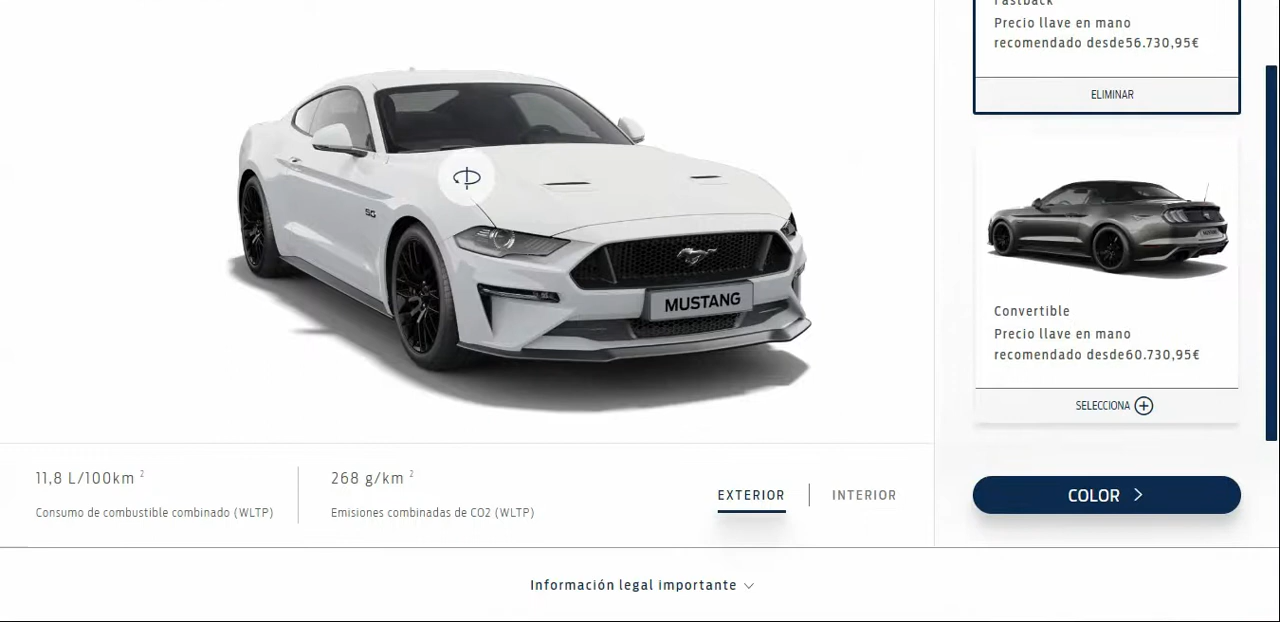 Fastback
Precio llave en mano
recomendado desde56.730,95€
ELIMINAR
5.0
MUSTANG
Convertible
Precio llave en mano
recomendado desde60.730,95€
SELECCIONA
11,8 L/100km 2
Consumo de combustible combinado (WLTP)
268 g/km 2
Emisiones combinadas de CO2 (WLTP)
EXTERIOR
INTERIOR
COLOR
Información legal importante